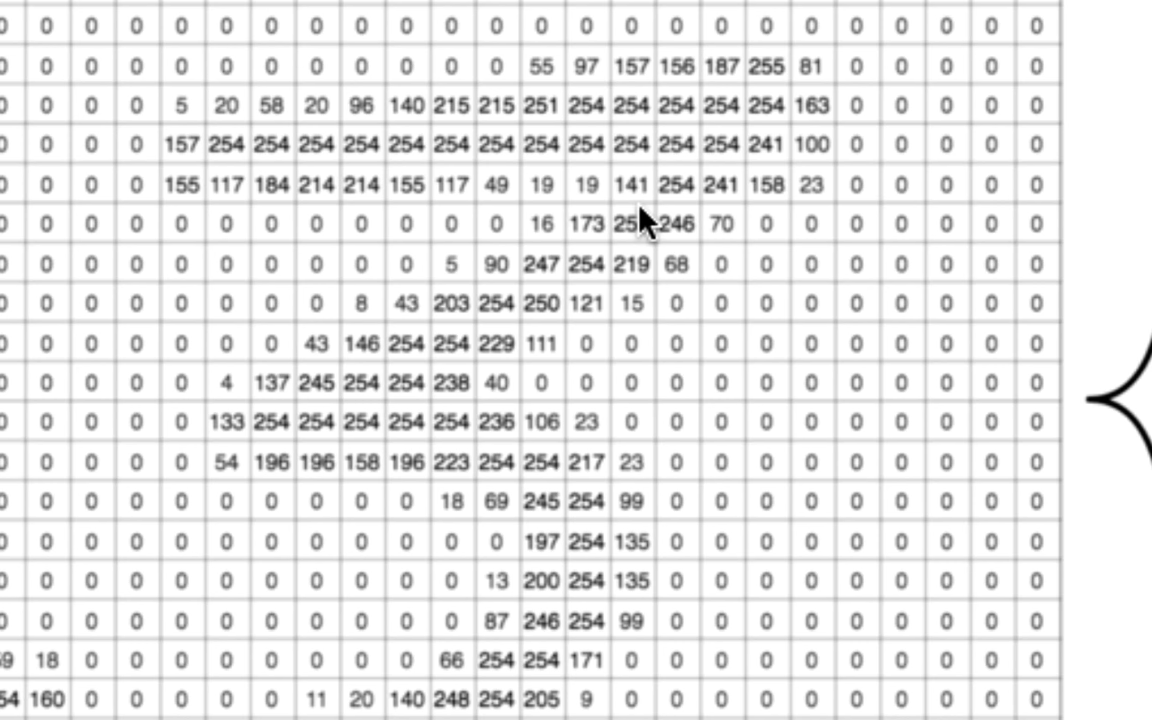 0 0 0 0 0 0 0 0 0 0 0 0 0 0 0 0 0 0 0 0 0 0 0 0
0 0 0 0 0 0 0 0 0 0 0 0 55 97 157 156 187 255 81 0 0 0 0 0
0 0 0 0 5 20 58 20 96 140 215 215 251 254 254 254 254 254 163 0 0 0 0 0
0 0 0 0 157 254 254 254 254 254 254 254 254 254 254 254 254 241 100 0 0 0 0 0
0 0 0 0 155 117 184 214 214 155 117 49 19 19 141 254 241 158 23 0 0 0 0 0
0 0 0 0 0 0 0 0 0 0 0 0 16 173 246 70 0 0 0 0 0 0 0
0 0 0 0 0 0 0 0 0 0 5 90 247 254 219 68 0 0 0 0 0 0 0 0
0 0 0 0 0 0 0 0 8 43 203 254 250 121 15 0 0 0 0 0 0 0 0 0
0 0 0 0 0 0 0 43 146 254 254 229 111 0 0 0 0 0 0 0 0 0 0 0
0 0 0 0 0 4 137 245 254 254 238 40 0 0 0 0 0 0 0 0 0 0 0 0
0 0 0 0 0 133 254 254 254 254 254 236 106 23 0 0 0 0 0 0 0 0 0 0
0 0 0 0 0 54 196 196 158 196 223 254 254 217 23 0 0 0 0 0 0 0 0 0
0 0 0 0 0 0 0 0 0 0 18 69 245 254 99 0 0 0 0 0 0 0 0 0
0 0 0 0 0 0 0 0 0 0 0 0 197 254 135 0 0 0 0 0 0 0 0 0
0 0 0 0 0 0 0 0 0 0 0 13 200 254 135 0 0 0 0 0 0 0 0 0
0 0 0 0 0 0 0 0 0 0 0 87 246 254 99 0 0 0 0 0 0 0 0 0
18 0 0 0 0 0 0 0 0 66 254 254 171 0 0 0 0 0 0 0 0 0 0
54 160 0 0 0 0 0 11 20 140 248 254 205 9 0 0 0 0 0 0 0 0 0 0